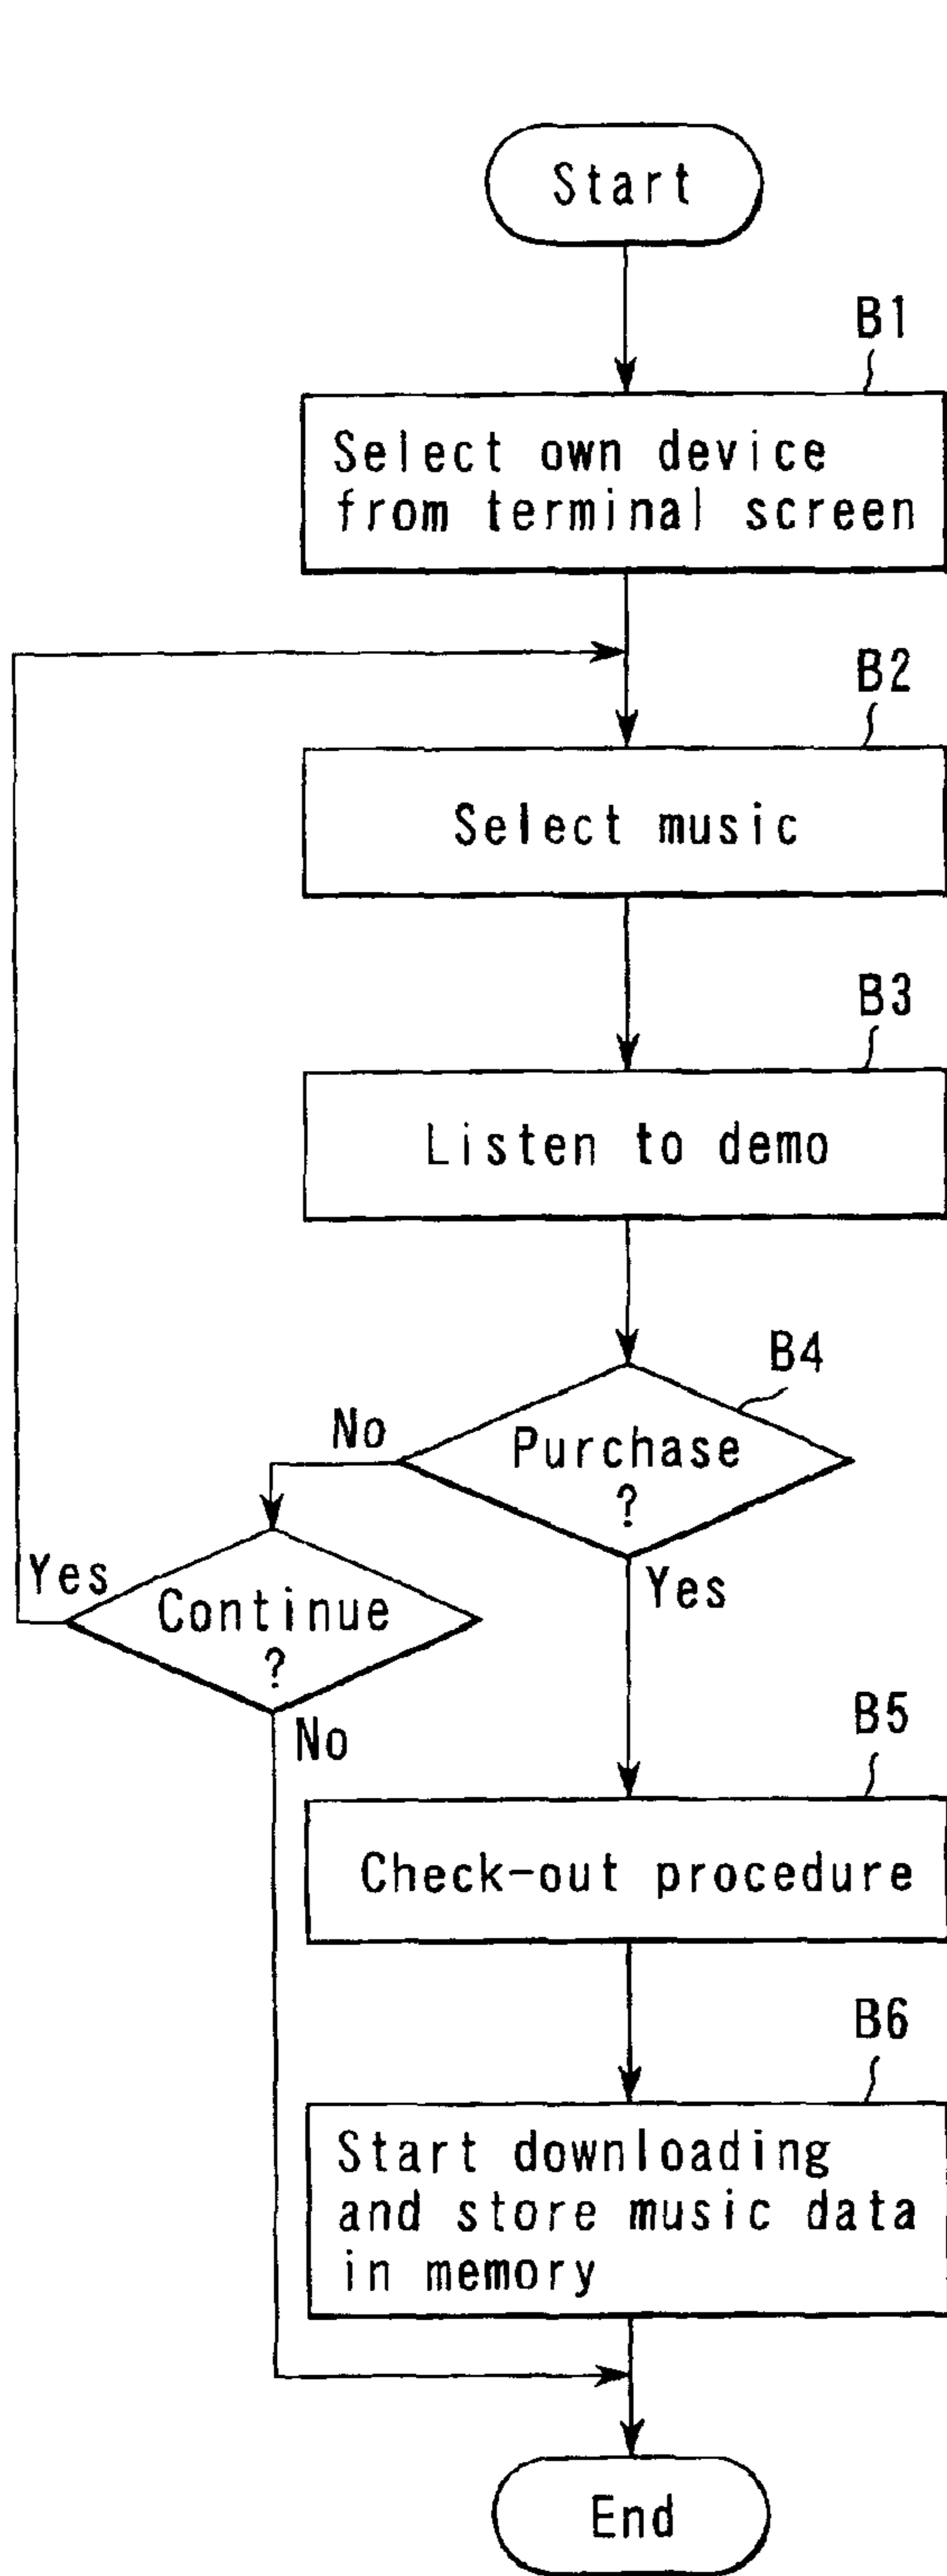 Start
B1
Select own device
from terminal screen
B2
Select music
B3
Listen to demo
B4
No
Purchase
?
Yes
Continue
?
Yes
No
B5
Check-out procedure
B6
Start downloading
and store music data
in memory
End